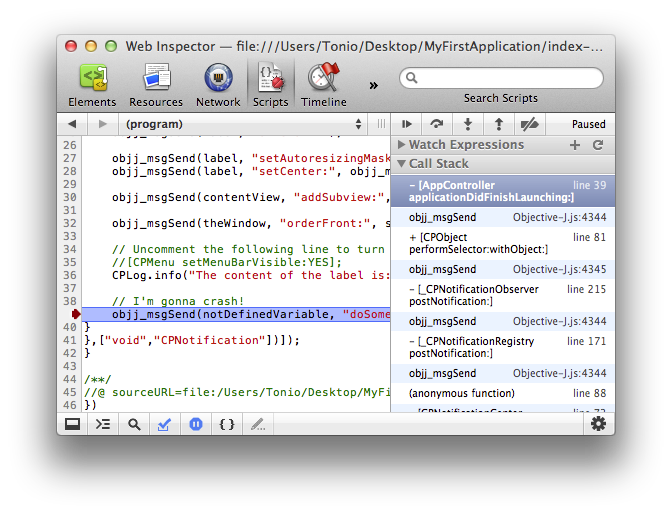 Web Inspector — file:///Users/Tonio/Desktop/MyFirstApplication/index-...
Elements
Resources
Network
Scripts
Timeline
»
Search Scripts
(program)
Paused
26
27 objj_msgSend(label, "setAutoresizingMask
28 objj_msgSend(label, "setCenter:", objj_m
29
30 objj_msgSend(contentView, "addSubview:",
31
32 objj_msgSend(theWindow, "orderFront:", s
33
34 // Uncomment the following line to turn
35 //[CPMenu setMenuBarVisible:YES];
36 CPLog.info("The content of the label is:
37
38 // I'm gonna crash!
objj_msgSend(notDefinedVariable, "doSome
40 }
41 },["void","CPNotification"])]);
42 }
43
44 /**/
45 //@ sourceURL=file:/Users/Tonio/Desktop/MyFi
46 })
Watch Expressions
Call Stack
- [AppController line 39
applicationDidFinishLaunching:]
objj_msgSend Objective-J.js:4344
+ [CPObject line 81
performSelector:withObject:]
objj_msgSend Objective-J.js:4345
- [_CPNotificationObserver line 215
postNotification:]
objj_msgSend Objective-J.js:4344
- [_CPNotificationRegistry line 171
postNotification:]
objj_msgSend Objective-J.js:4344
(anonymous function) line 88